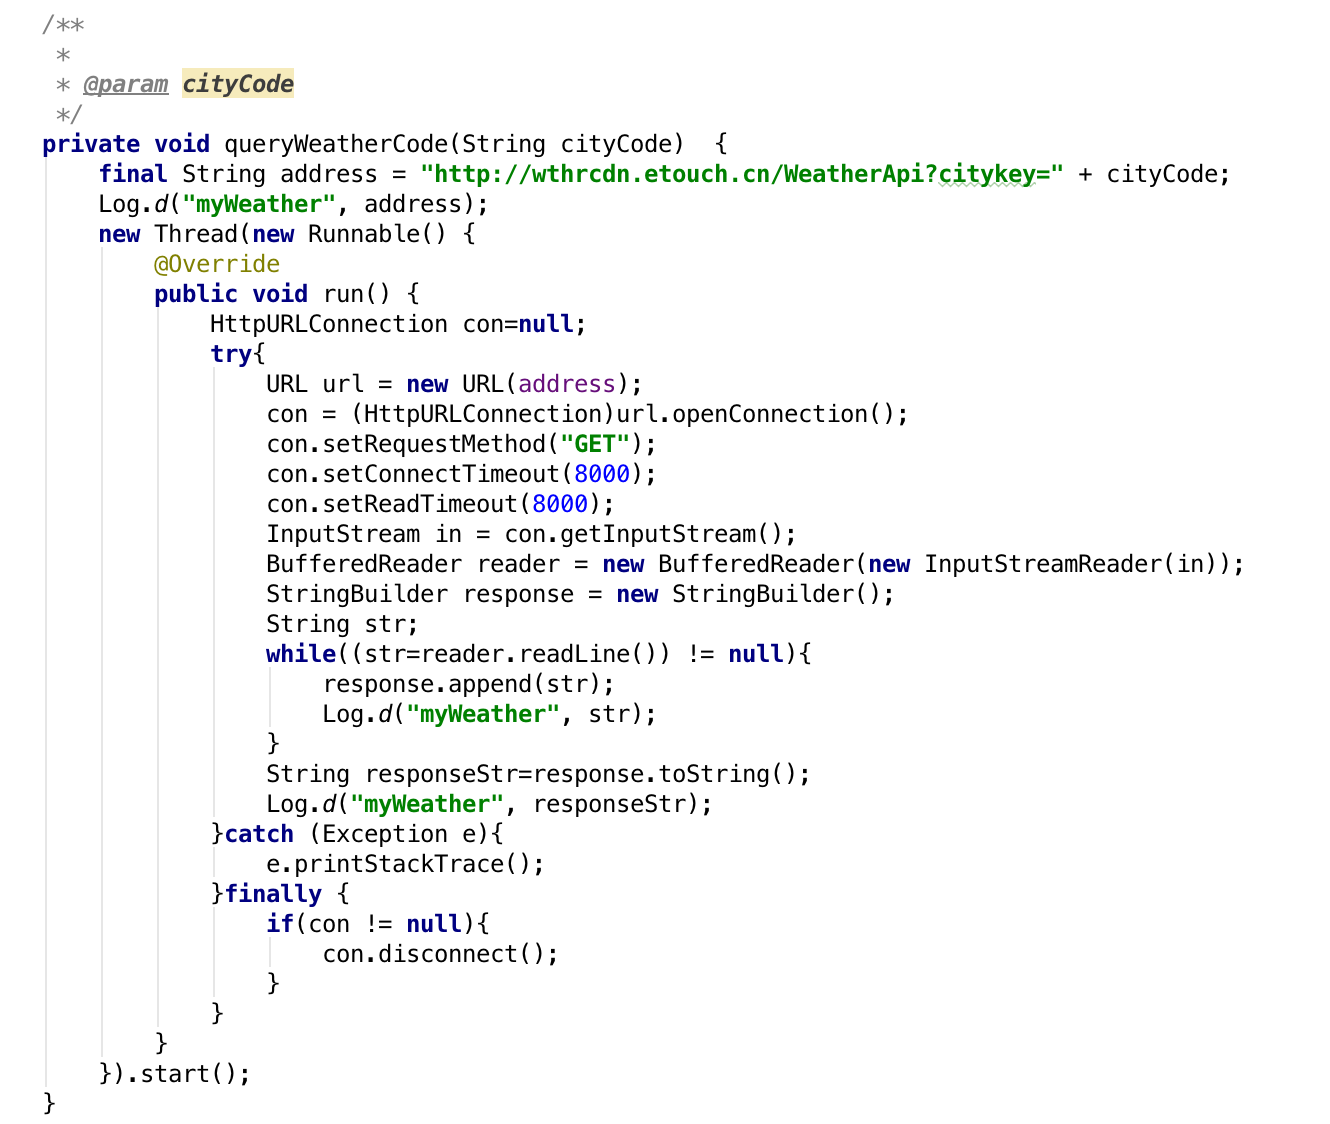 /**
 *
 * @param cityCode
 */
private void queryWeatherCode(String cityCode)  {
    final String address = "http://wthrcdn.etouch.cn/WeatherApi?citykey=" + cityCode;
    Log.d("myWeather", address);
    new Thread(new Runnable() {
        @Override
        public void run() {
            HttpURLConnection con=null;
            try{
                URL url = new URL(address);
                con = (HttpURLConnection)url.openConnection();
                con.setRequestMethod("GET");
                con.setConnectTimeout(8000);
                con.setReadTimeout(8000);
                InputStream in = con.getInputStream();
                BufferedReader reader = new BufferedReader(new InputStreamReader(in));
                StringBuilder response = new StringBuilder();
                String str;
                while((str=reader.readLine()) != null){
                    response.append(str);
                    Log.d("myWeather", str);
                }
                String responseStr=response.toString();
                Log.d("myWeather", responseStr);
            }catch (Exception e){
                e.printStackTrace();
            }finally {
                if(con != null){
                    con.disconnect();
                }
            }
        }
    }).start();
}